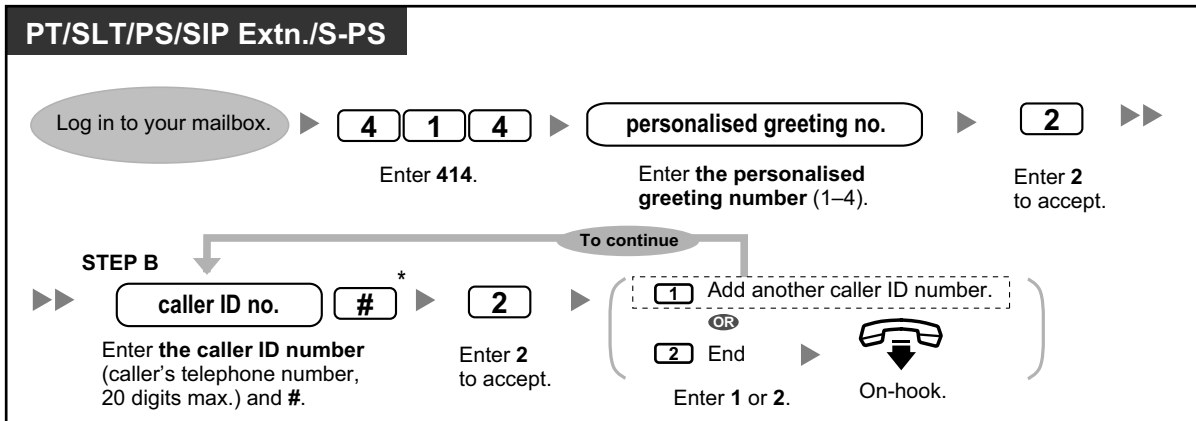 PT/SLT/PS/SIP Extn./S-PS
Log in to your mailbox.
4 1 4
Enter 414.
personalised greeting no.
Enter the personalised
greeting number (1–4).
2
Enter 2
to accept.
To continue
STEP B
caller ID no. # *
Enter the caller ID number
(caller's telephone number,
20 digits max.) and #.
2
Enter 2
to accept.
1 Add another caller ID number.
OR
2 End
Enter 1 or 2.
On-hook.